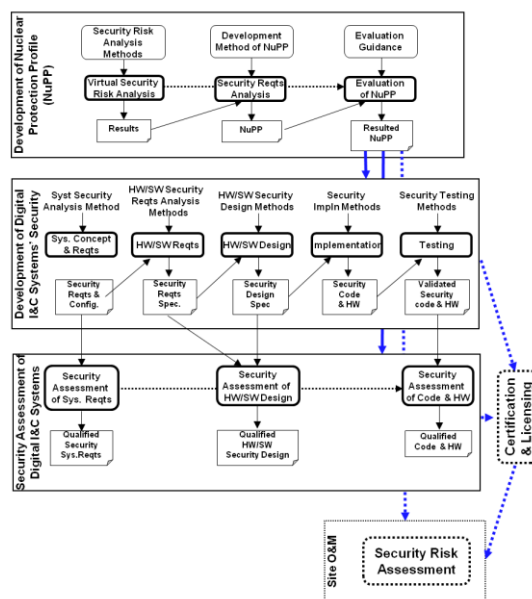 Development of Nuclear
Protection Profile
(NuPP)
Security Risk
Analysis
Methods
Development
Method of NuPP
Evaluation
Guidance
Virtual Security
Risk Analysis
Security Reqts
Analysis
Evaluation
of NuPP
Results
NuPP
Resulted
NuPP
Development of Digital
I&C Systems' Security
Syst Security
Analysis Method
HW/SW Security
Reqts Analysis
Methods
HW/SW Security
Design Methods
Security
Impln Methods
Security Testing
Methods
Sys. Concept
& Reqts
HW/SW Reqts
HW/SW Design
mplementation
Testing
Security
Reqts &
Config.
Security
Reqts
Spec.
Security
Design
Spec
Security
Code
& HW
Validated
Security
code & HW
Security Assessment of
Digital I&C Systems
Security
Assessment
of Sys. Reqts
Security
Assessment of
HW/SW Design
Security
Assessment
of Code & HW
Qualified
Security
Sys.Reqts
Qualified
HW/SW
Security Design
Qualified
Code & HW
Certification
& Licensing
Site O&M
Security Risk
Assessment